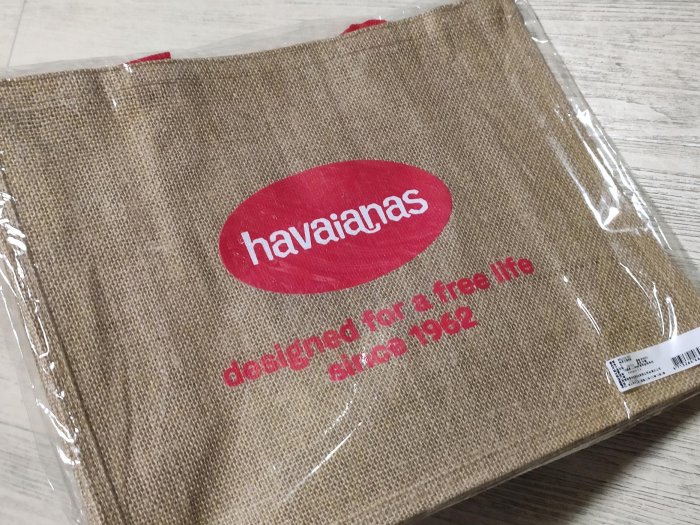 havaianas
designed for a free life
since 1962